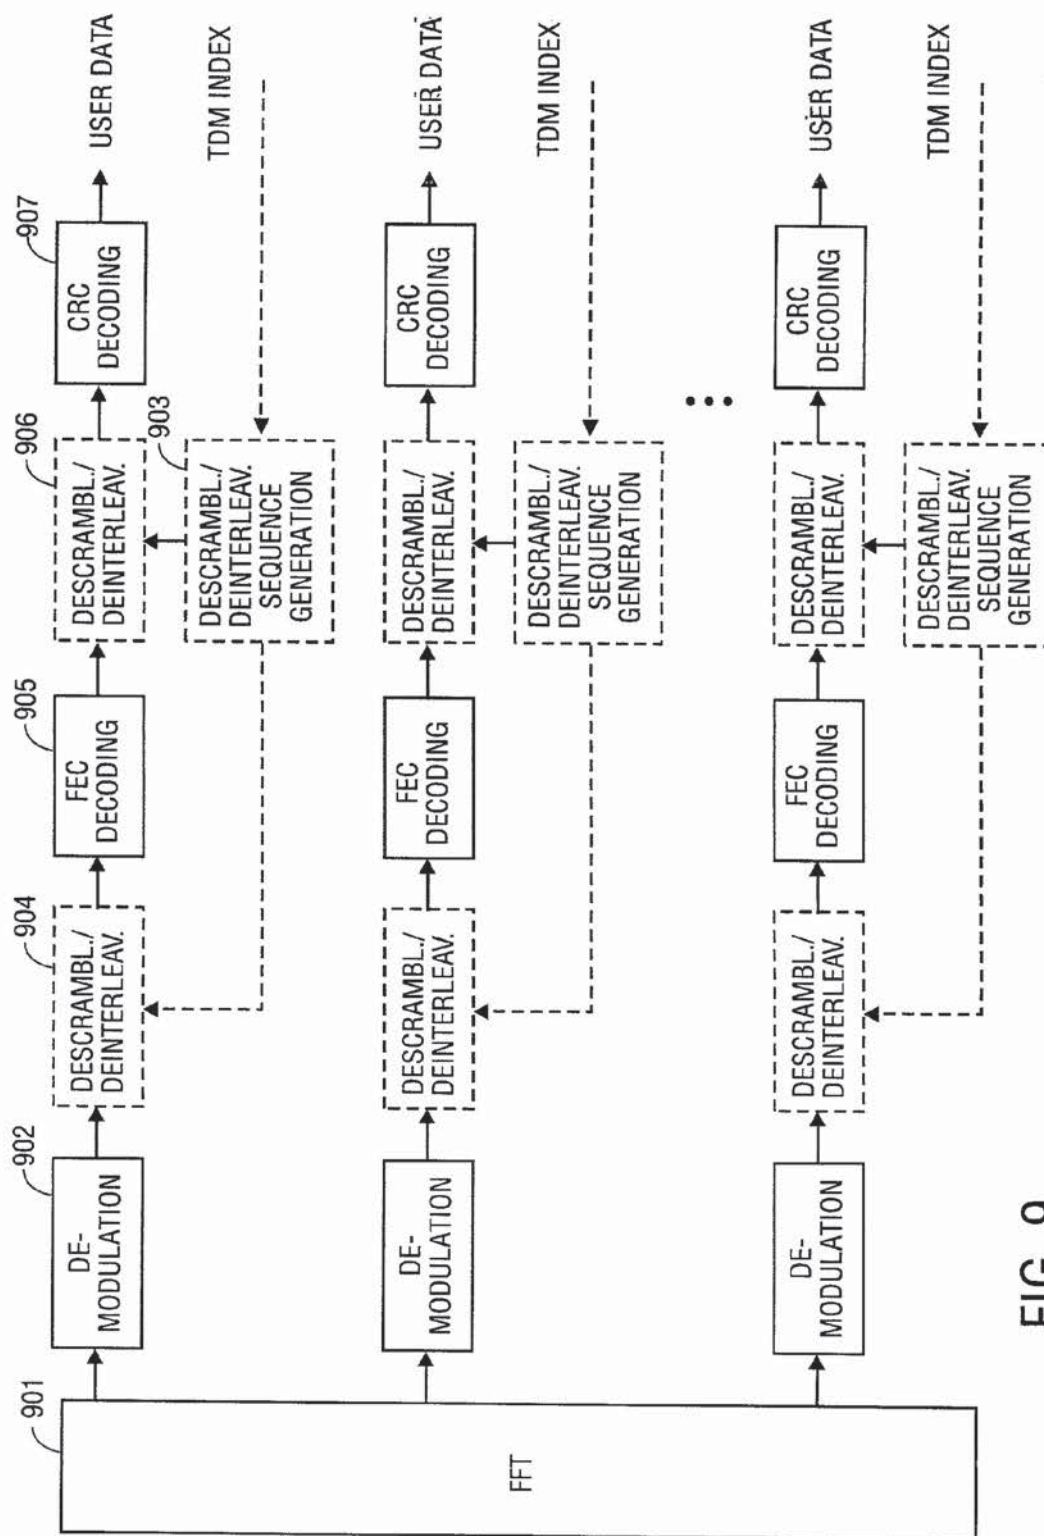 901
FFT
902
DE-
MODULATION
904
DESCRAMBL./
DEINTERLEAV.
905
FEC
DECODING
906
DESCRAMBL./
DEINTERLEAV.
907
CRC
DECODING
USER DATA
903
DESCRAMBL./
DEINTERLEAV.
SEQUENCE
GENERATION
TDM INDEX
DE-
MODULATION
DESCRAMBL./
DEINTERLEAV.
FEC
DECODING
DESCRAMBL./
DEINTERLEAV.
CRC
DECODING
USER DATA
DESCRAMBL./
DEINTERLEAV.
SEQUENCE
GENERATION
TDM INDEX
DE-
MODULATION
DESCRAMBL./
DEINTERLEAV.
FEC
DECODING
DESCRAMBL./
DEINTERLEAV.
CRC
DECODING
USER DATA
DESCRAMBL./
DEINTERLEAV.
SEQUENCE
GENERATION
TDM INDEX
FIG. 9